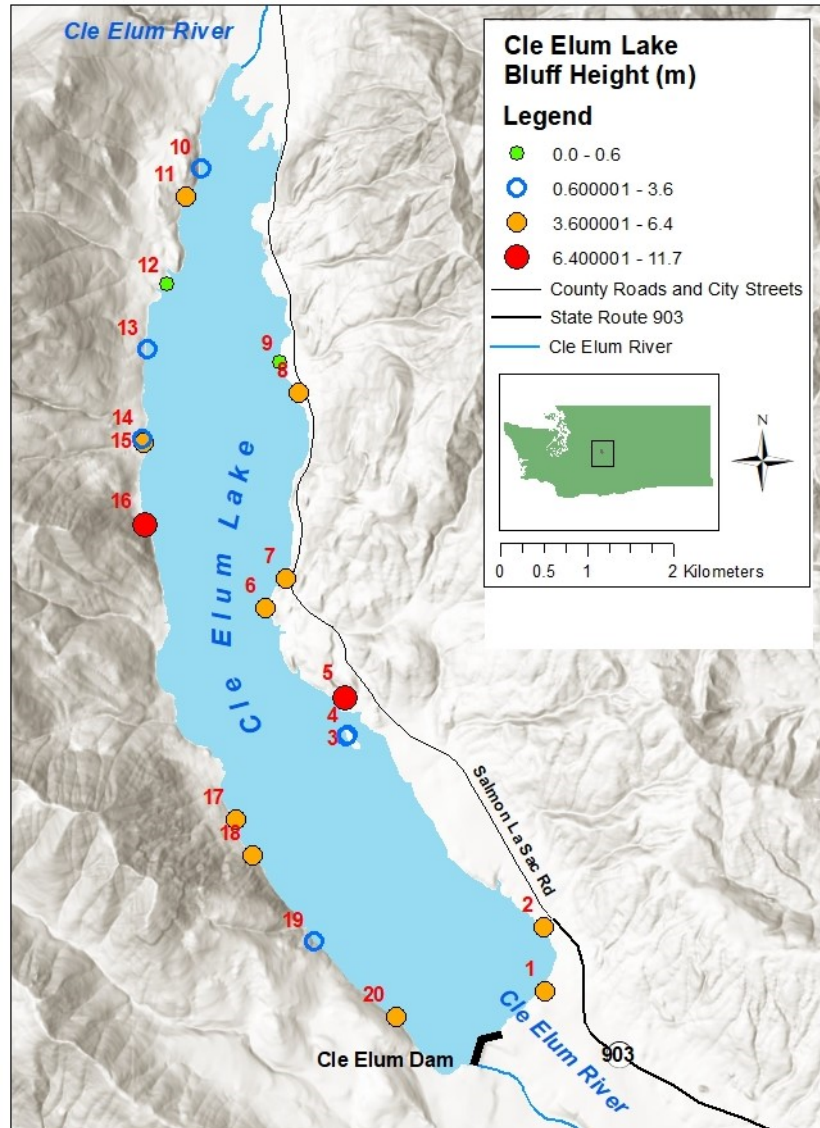 Cle Elum River
Cle Elum Lake
Bluff Height (m)
Legend
0.0 - 0.6
0.600001 - 3.6
3.600001 - 6.4
6.400001 - 11.7
County Roads and City Streets
State Route 903
Cle Elum River
N
0 0.5 1 2 Kilometers
10
11
12
13
9
8
14
15
16
Cle Elum Lake
7
6
5
4
3
17
18
Salmon La Sac Rd
2
19
1
20
Cle Elum River
Cle Elum Dam
903